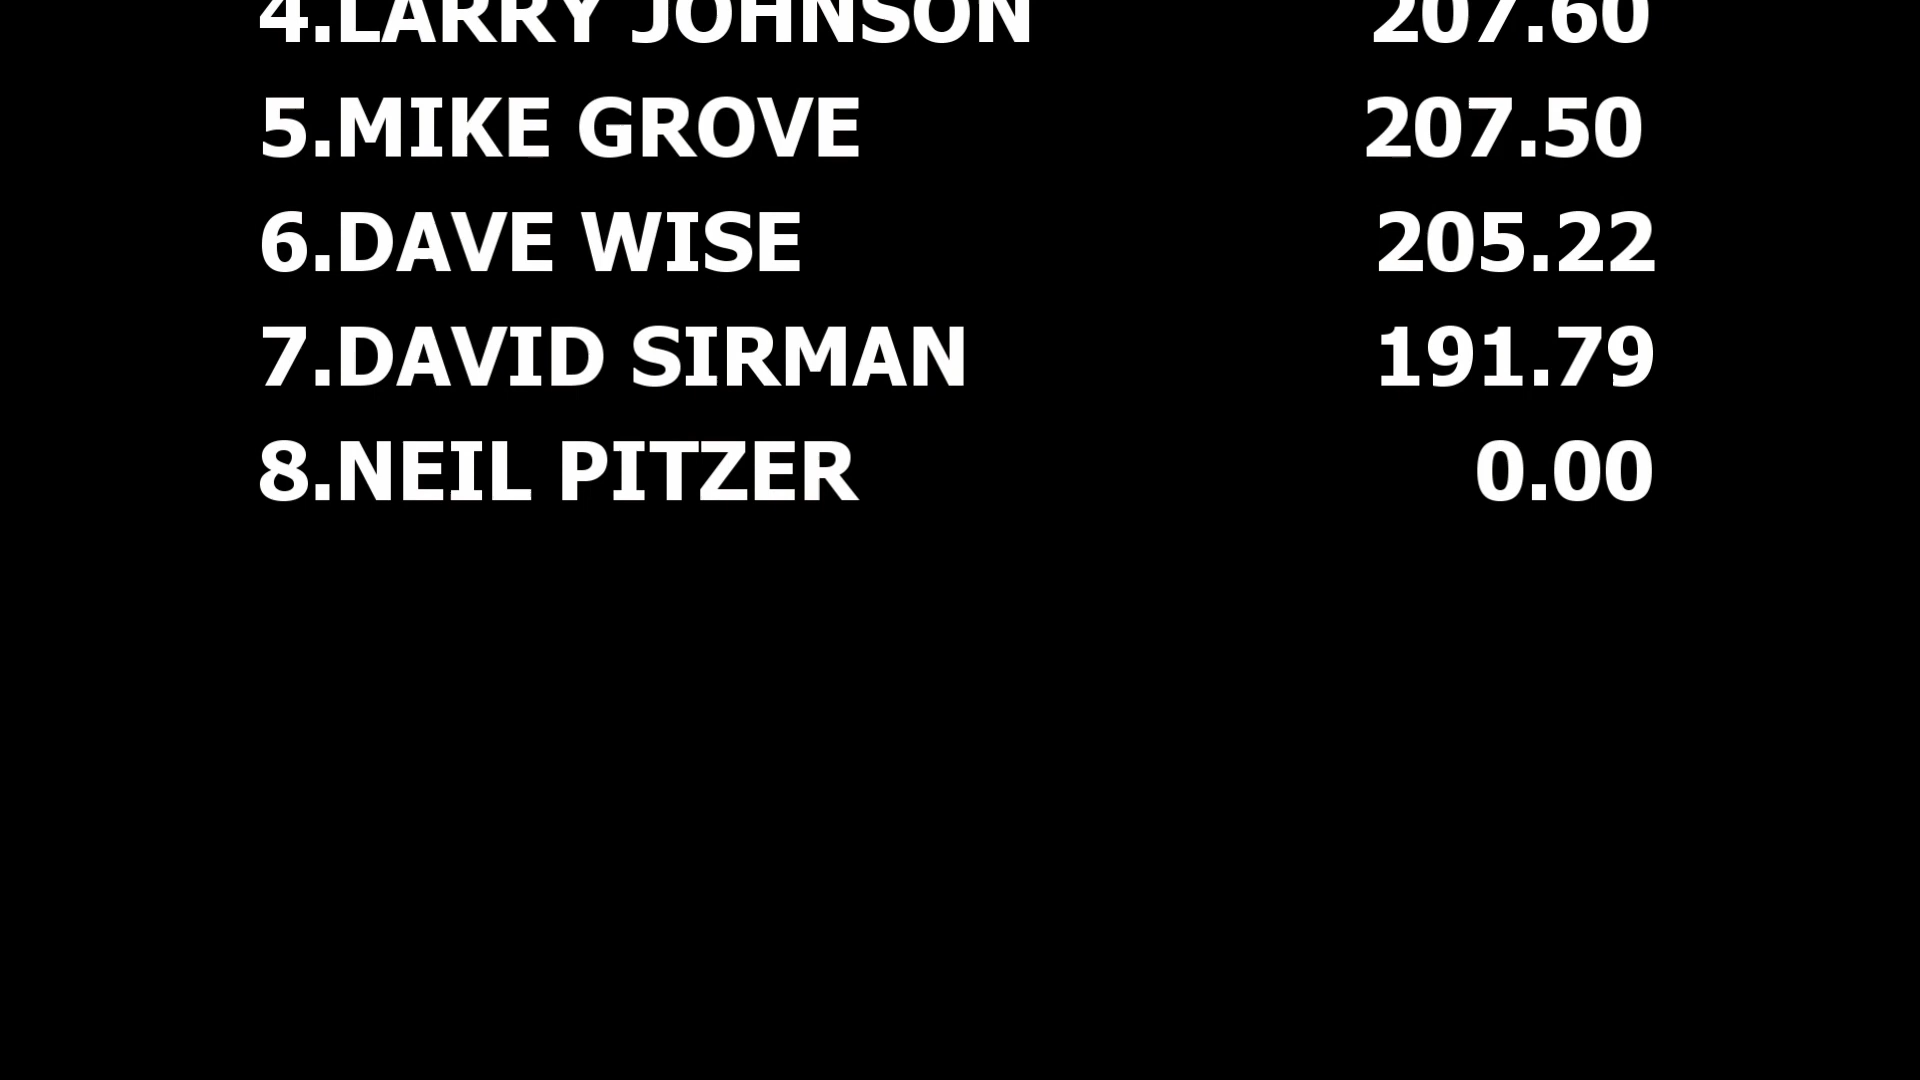 4.LARRY JOHNSON 207.60
5.MIKE GROVE 207.50
6.DAVE WISE 205.22
7.DAVID SIRMAN 191.79
8.NEIL PITZER 0.00